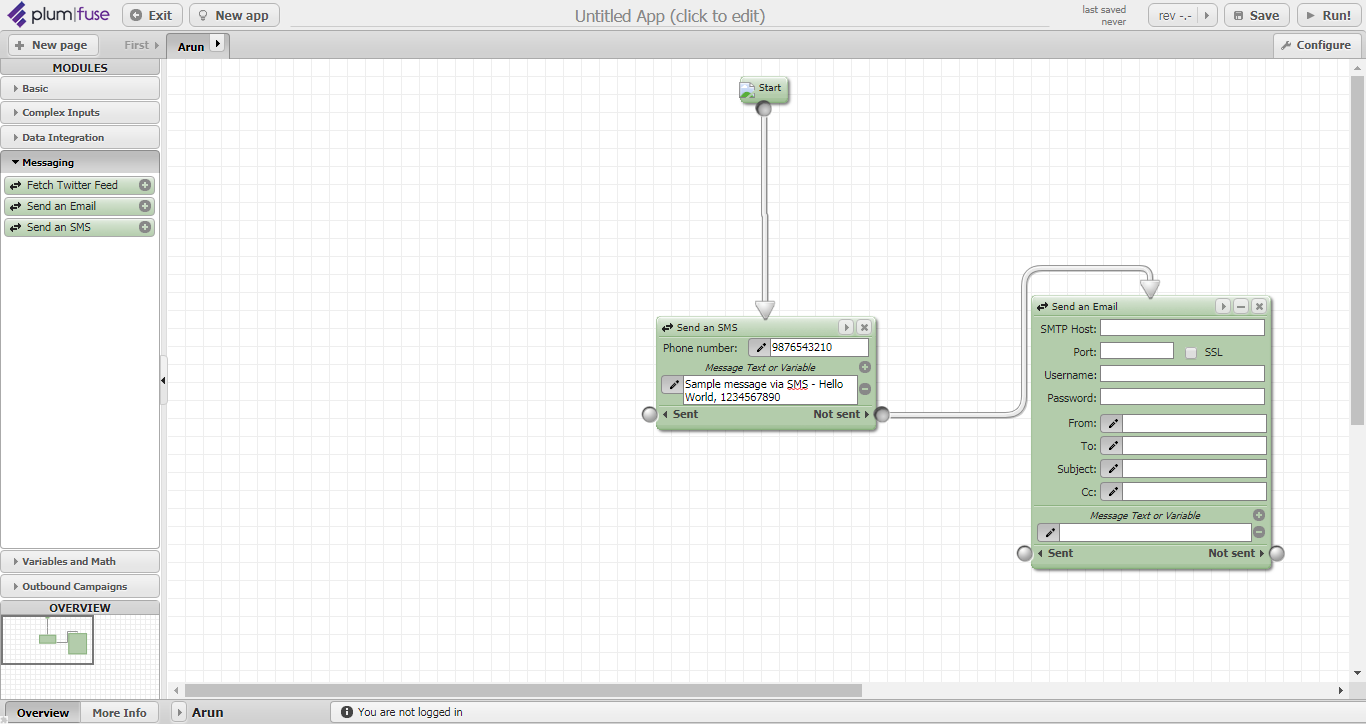 plum|fuse
Exit
New app
Untitled App (click to edit)
last saved
never
rev -.-
Save
Run!
New page
First
Arun
Configure
MODULES
Basic
Complex Inputs
Data Integration
Messaging
Fetch Twitter Feed
Send an Email
Send an SMS
Variables and Math
Outbound Campaigns
OVERVIEW
Overview
More Info
Start
Send an SMS
Phone number:
9876543210
Message Text or Variable
Sample message via SMS - Hello
World, 1234567890
Sent
Not sent
Send an Email
SMTP Host:
Port:
SSL
Username:
Password:
From:
To:
Subject:
Cc:
Message Text or Variable
Sent
Not sent
Arun
You are not logged in